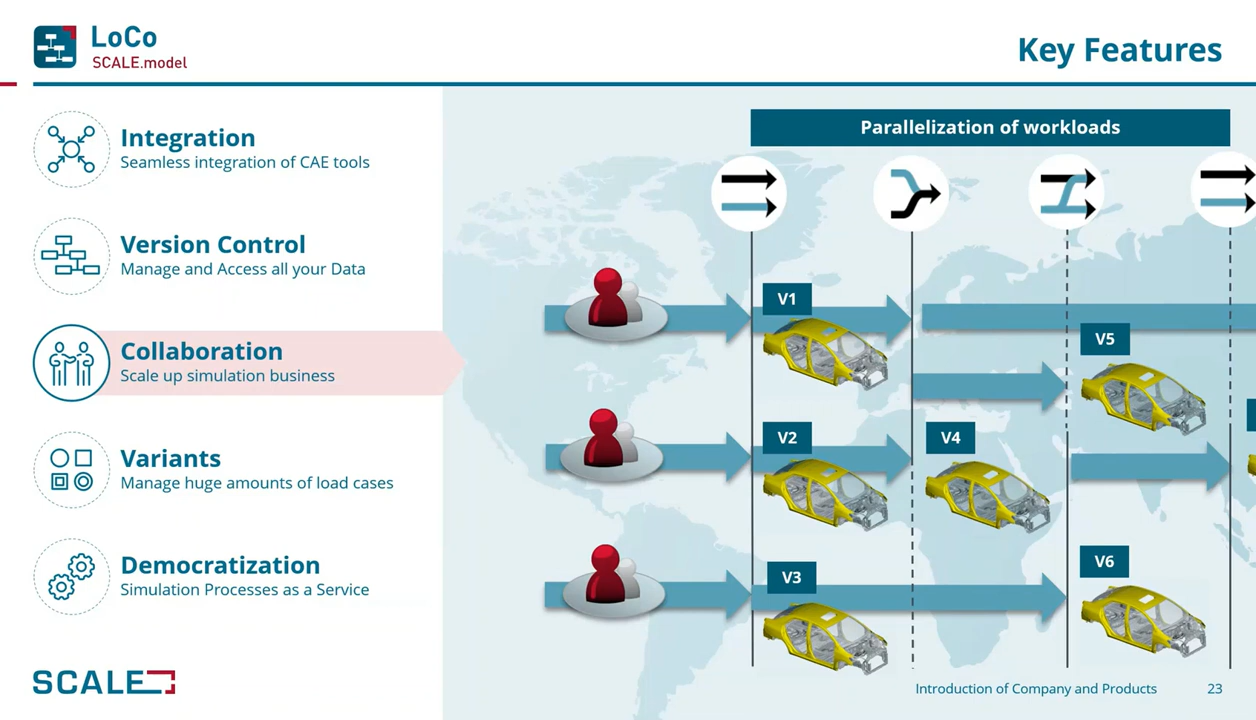 LoCo
SCALE.model
Key Features
Integration
Seamless integration of CAE tools
Version Control
Manage and Access all your Data
Collaboration
Scale up simulation business
Variants
Manage huge amounts of load cases
Democratization
Simulation Processes as a Service
Parallelization of workloads
V1
V5
V2
V4
V3
V6
SCALE
Introduction of Company and Products
23